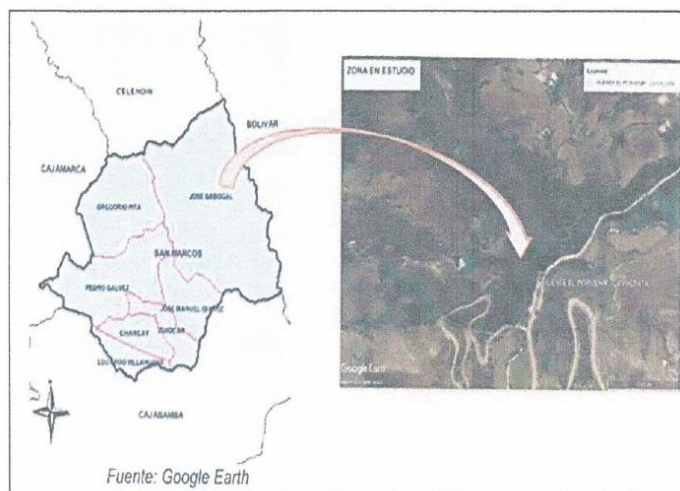 CELENDIN
BOLIVAR
CAJAMARCA
JOSE SABOGAL
GREGORIO PITA
SAN MARCOS
PEDRO GALVEZ
JOSE MANUEL QUIROZ
CHANCAY
EDUARDO VILLANUEVA
CAJABAMBA
Fuente: Google Earth
ZONA EN ESTUDIO
Google Earth